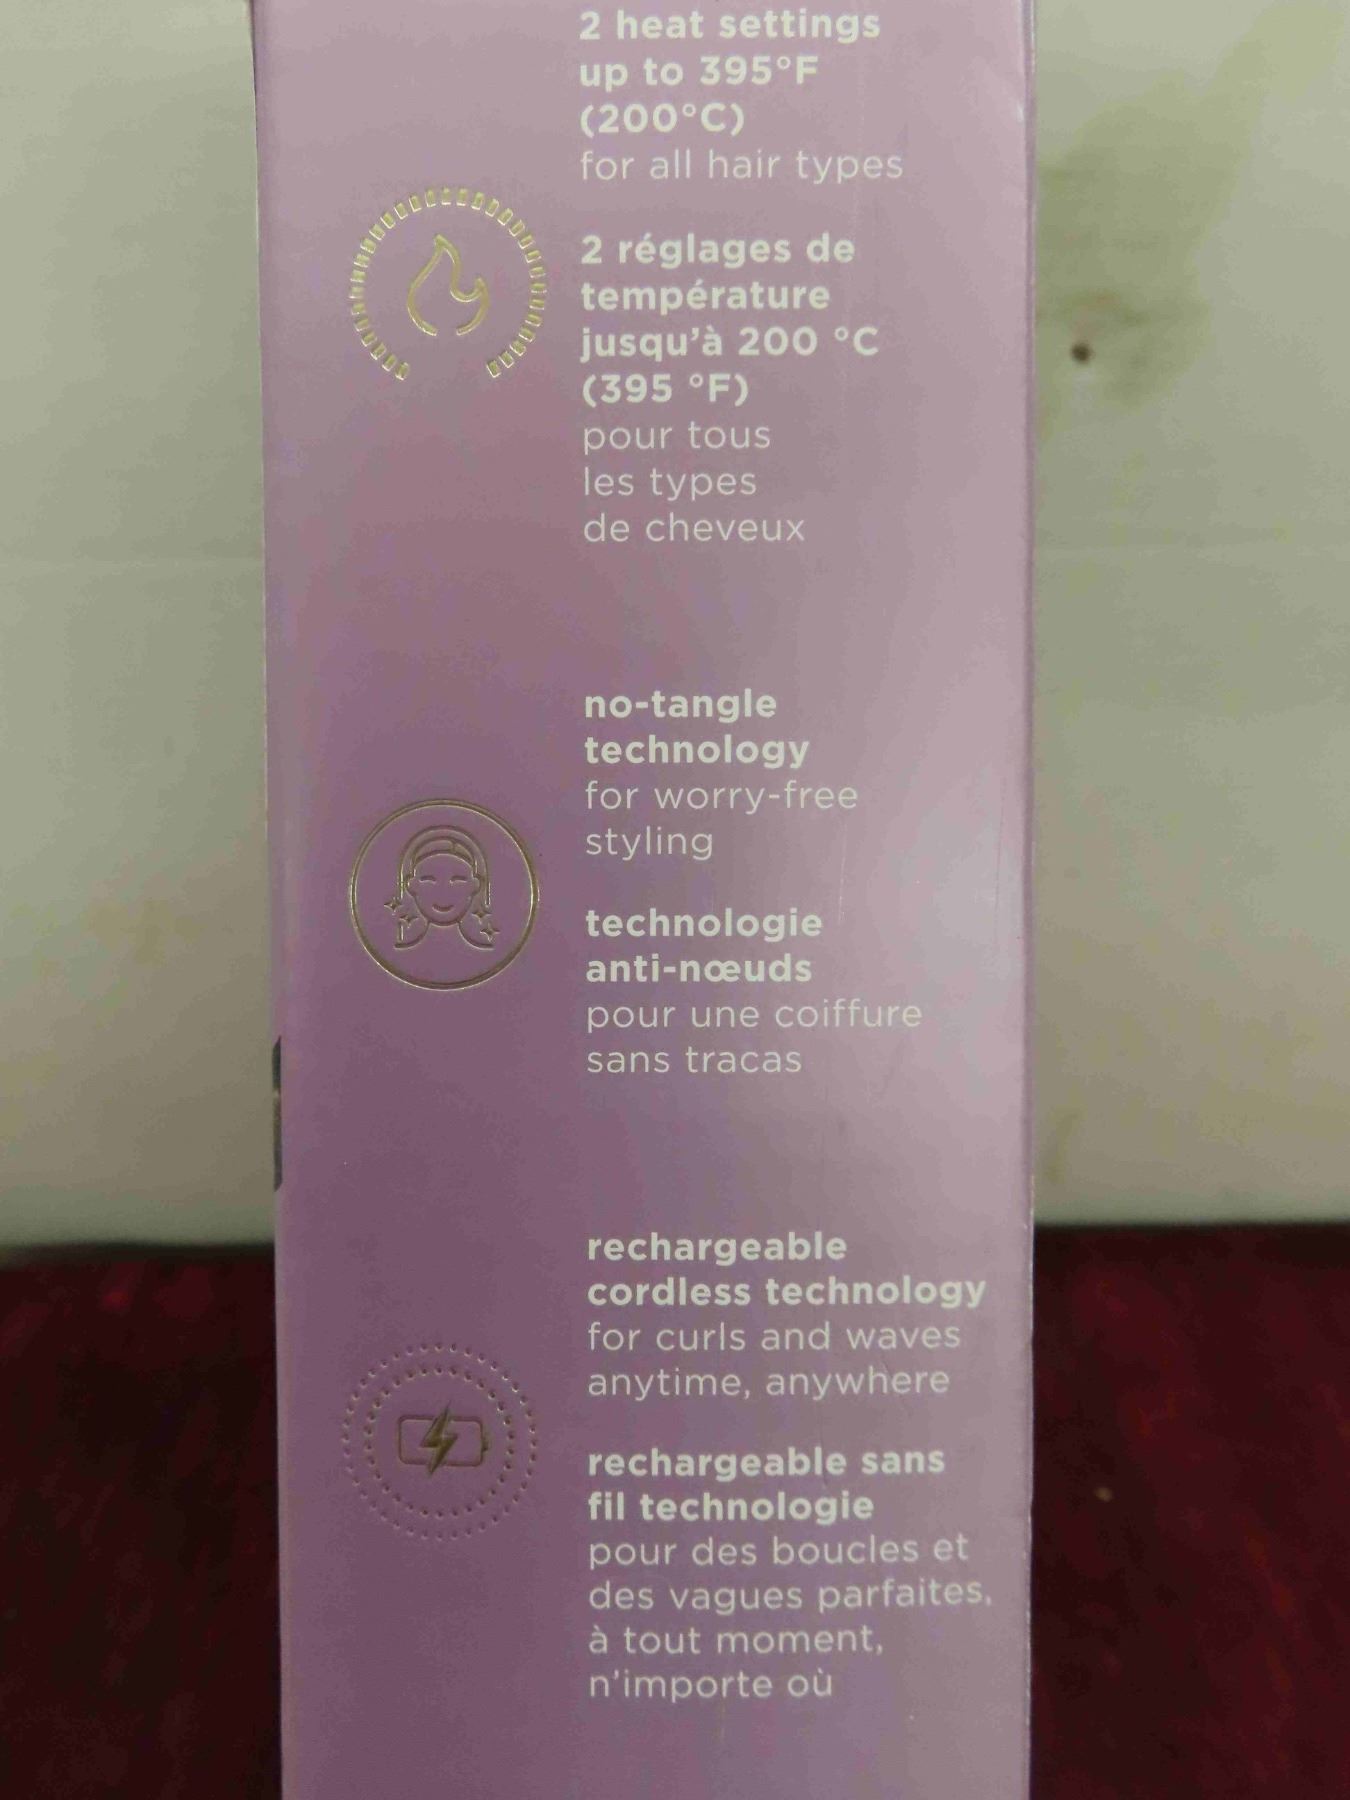 2 heat settings
up to 395°F
(200°C)
for all hair types
2 réglages de
température
jusqu'à 200 °C
(395 °F)
pour tous
les types
de cheveux
no-tangle
technology
for worry-free
styling
technologie
anti-nœuds
pour une coiffure
sans tracas
rechargeable
cordless technology
for curls and waves
anytime, anywhere
rechargeable sans
fil technologie
pour des boucles et
des vagues parfaites,
à tout moment,
n'importe où